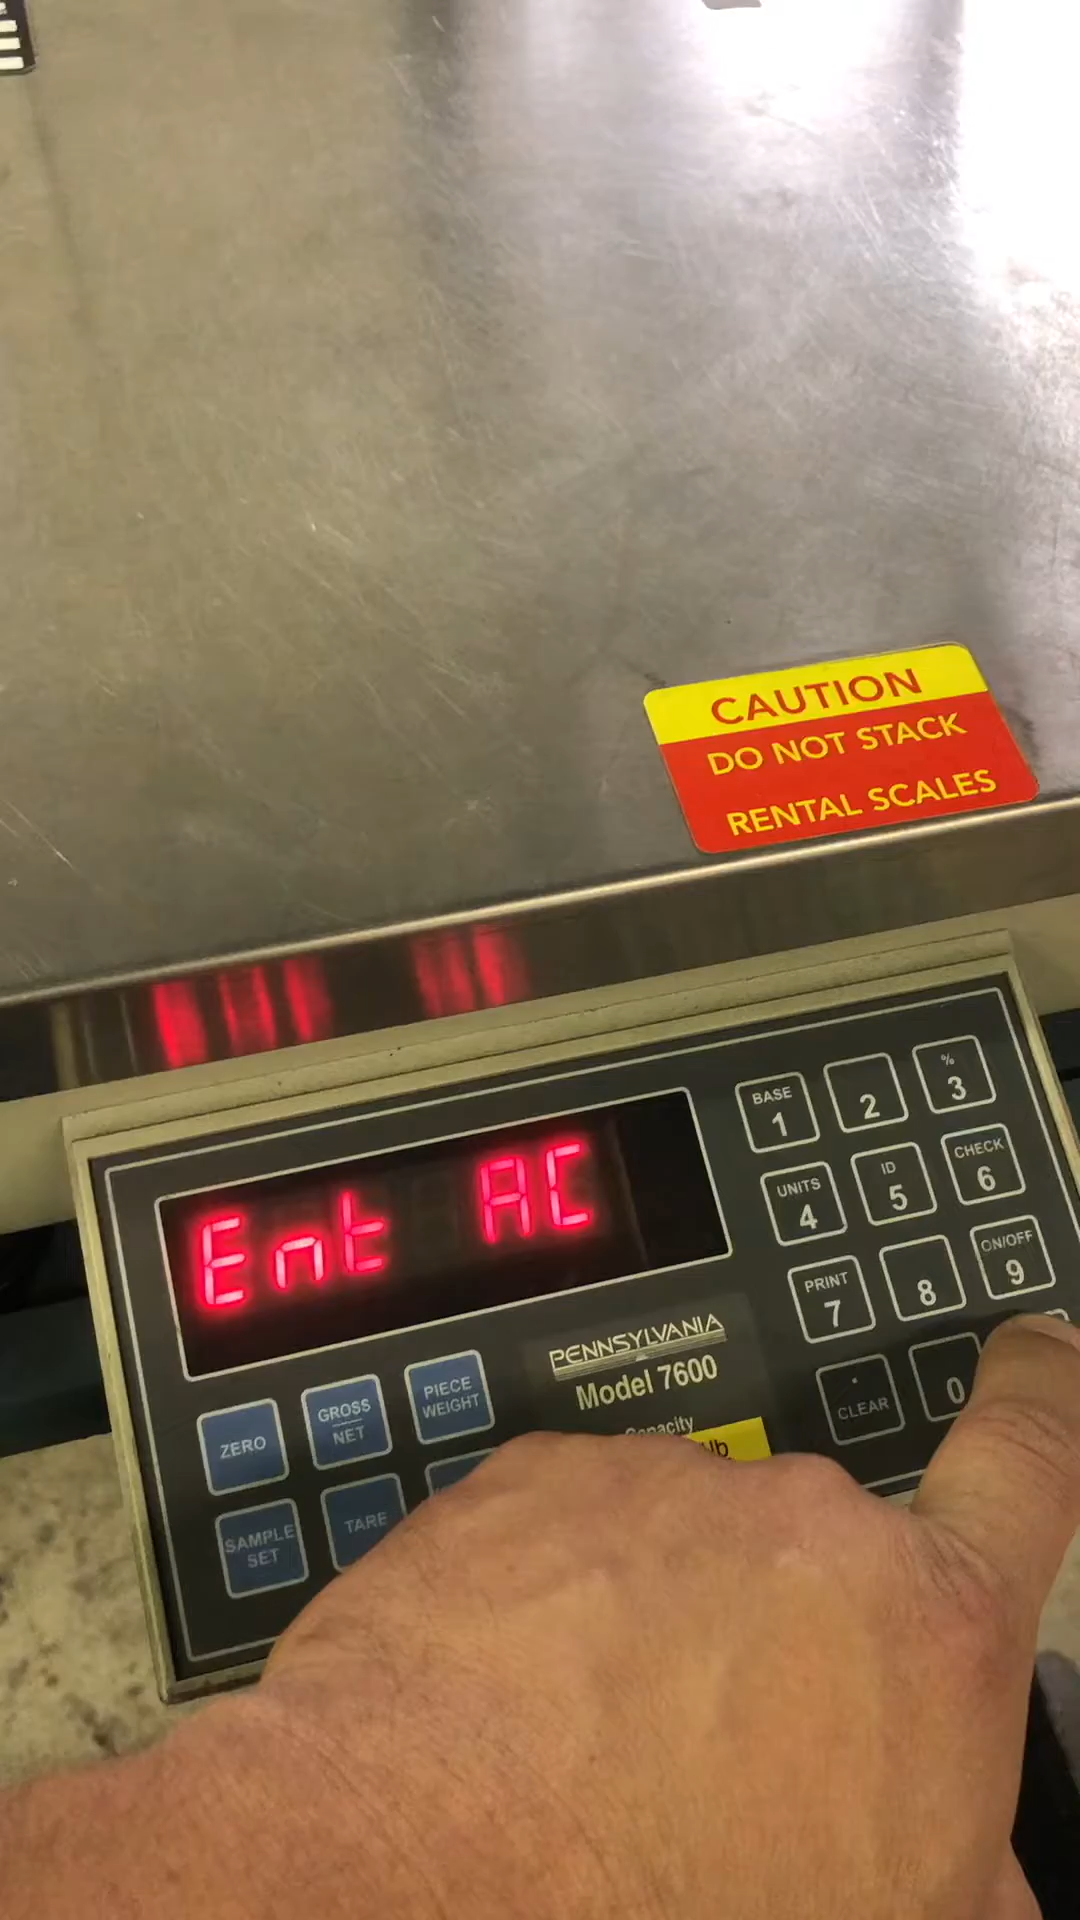 CAUTION
DO NOT STACK
RENTAL SCALES
Ent AC
BASE
1
2
%
3
UNITS
4
ID
5
CHECK
6
PRINT
7
8
ON/OFF
9
.
CLEAR
0
PENNSYLVANIA
Model 7600
Capacity
lb
ZERO
GROSS
NET
PIECE
WEIGHT
SAMPLE
SET
TARE